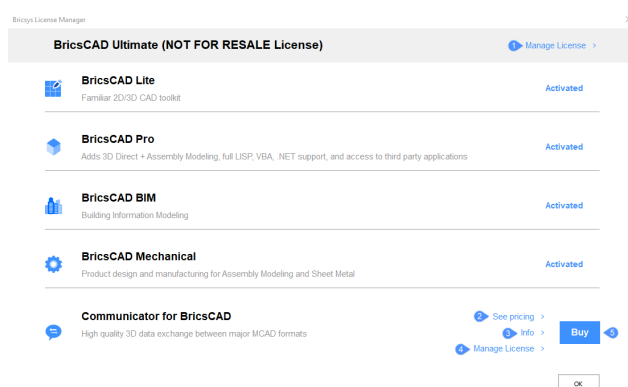 Bricsys License Manager
BricsCAD Ultimate (NOT FOR RESALE License)
1 Manage License >
BricsCAD Lite
Familiar 2D/3D CAD toolkit
Activated
BricsCAD Pro
Adds 3D Direct + Assembly Modeling, full LISP, VBA, .NET support, and access to third party applications
Activated
BricsCAD BIM
Building Information Modeling
Activated
BricsCAD Mechanical
Product design and manufacturing for Assembly Modeling and Sheet Metal
Activated
Communicator for BricsCAD
High quality 3D data exchange between major MCAD formats
2 See pricing >
3 Info >
4 Manage License >
Buy 5
OK